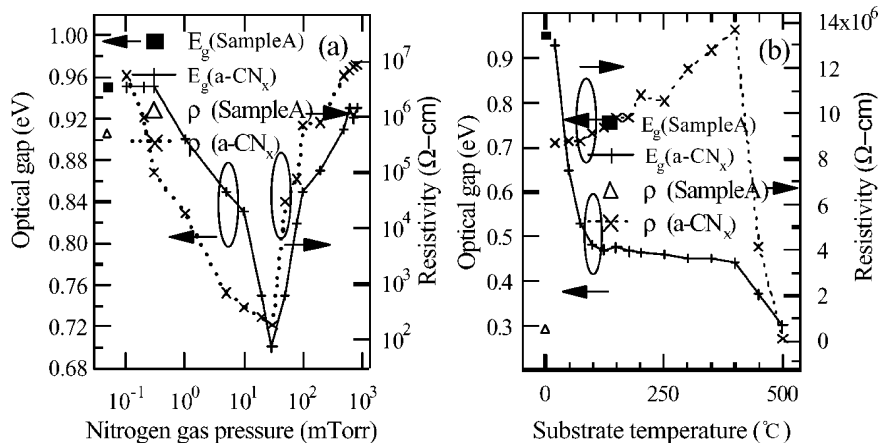 (a)
1.00
0.96
0.92
0.88
0.84
0.80
0.76
0.72
0.68
Optical gap (eV)
E_g (SampleA)
E_g (a-CN_x)
ρ (SampleA)
ρ (a-CN_x)
10^7
10^6
10^5
10^4
10^3
10^2
Resistivity (Ω−cm)
10^-1
10^0
10^1
10^2
10^3
Nitrogen gas pressure (mTorr)
(b)
0.9
0.8
0.7
0.6
0.5
0.4
0.3
Optical gap (eV)
E_g (SampleA)
E_g (a-CN_x)
ρ (SampleA)
ρ (a-CN_x)
14x10^6
12
10
8
6
4
2
0
Resistivity (Ω−cm)
0
250
500
Substrate temperature (℃)